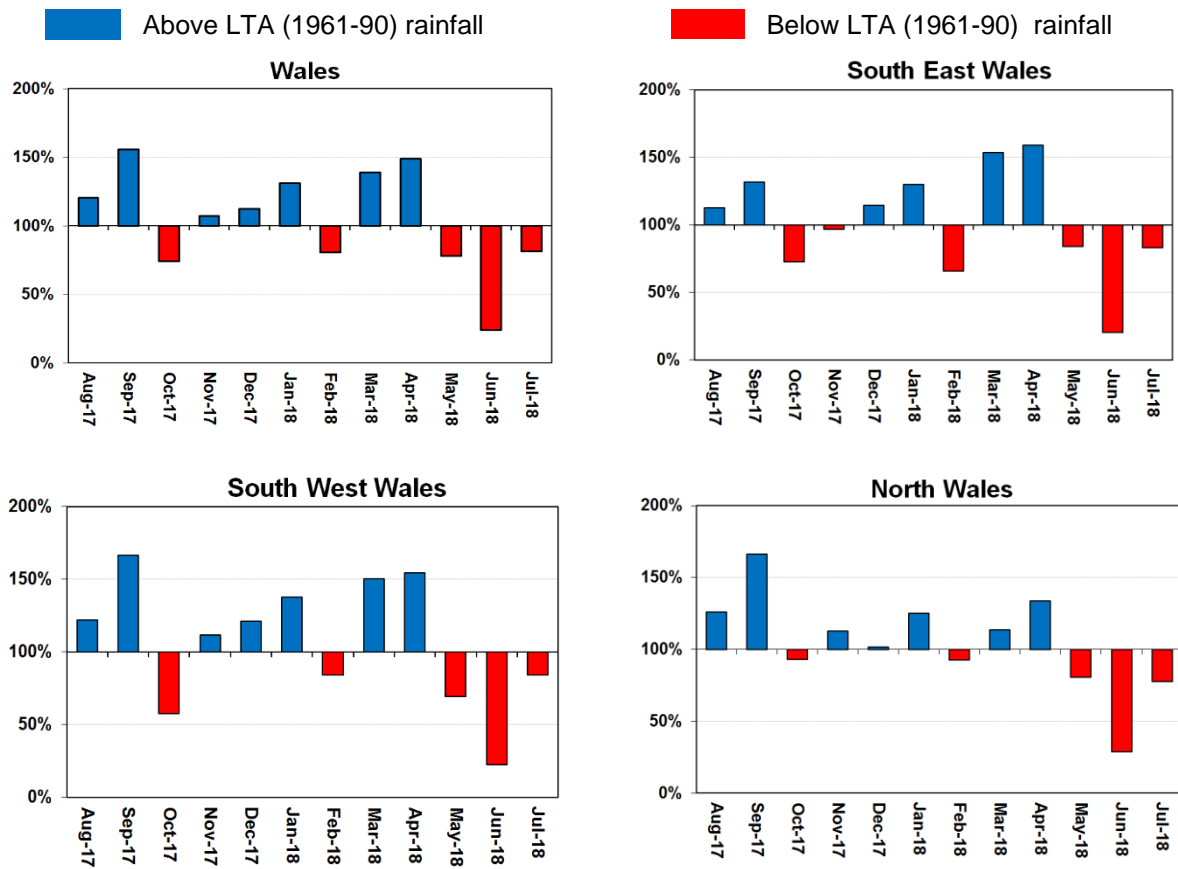 Above LTA (1961-90) rainfall
Below LTA (1961-90) rainfall
Wales
200%
150%
100%
50%
0%
Aug-17
Sep-17
Oct-17
Nov-17
Dec-17
Jan-18
Feb-18
Mar-18
Apr-18
May-18
Jun-18
Jul-18
South East Wales
200%
150%
100%
50%
0%
Aug-17
Sep-17
Oct-17
Nov-17
Dec-17
Jan-18
Feb-18
Mar-18
Apr-18
May-18
Jun-18
Jul-18
South West Wales
200%
150%
100%
50%
0%
Aug-17
Sep-17
Oct-17
Nov-17
Dec-17
Jan-18
Feb-18
Mar-18
Apr-18
May-18
Jun-18
Jul-18
North Wales
200%
150%
100%
50%
0%
Aug-17
Sep-17
Oct-17
Nov-17
Dec-17
Jan-18
Feb-18
Mar-18
Apr-18
May-18
Jun-18
Jul-18